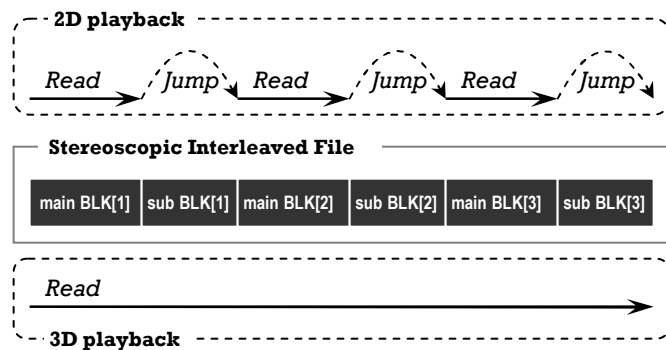 2D playback
Read Jump Read Jump Read Jump
Stereoscopic Interleaved File
main BLK[1] sub BLK[1] main BLK[2] sub BLK[2] main BLK[3] sub BLK[3]
Read
3D playback